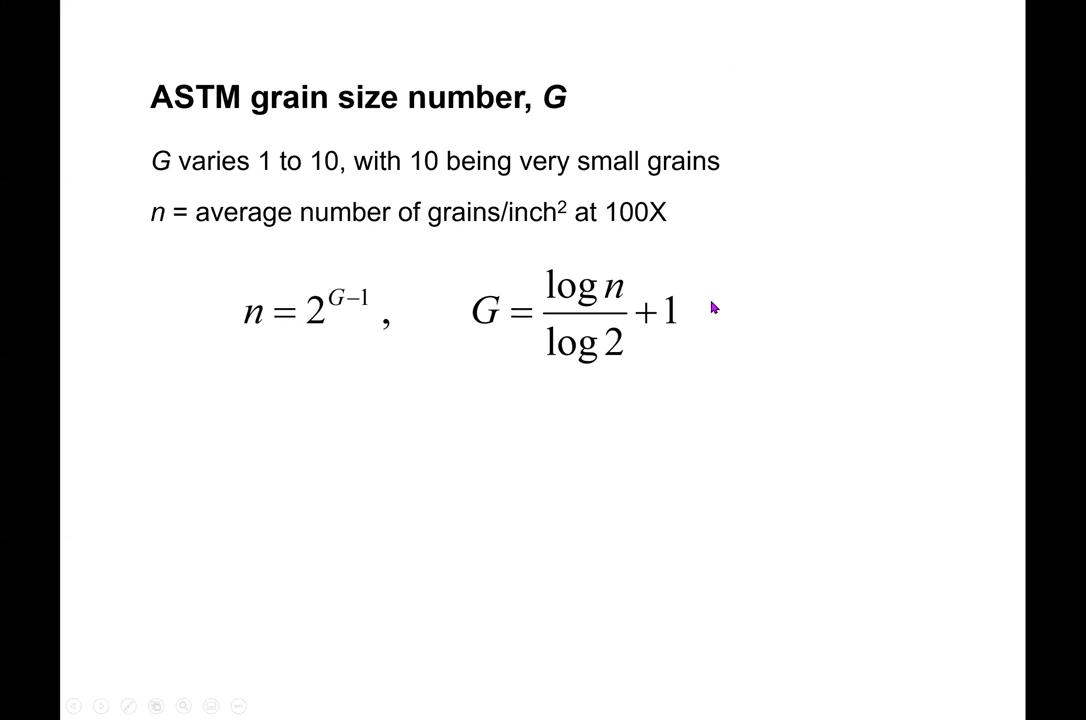 ASTM grain size number, G
G varies 1 to 10, with 10 being very small grains
n = average number of grains/inch² at 100X
n = 2^{G−1} , G = \frac{log n}{log 2} + 1